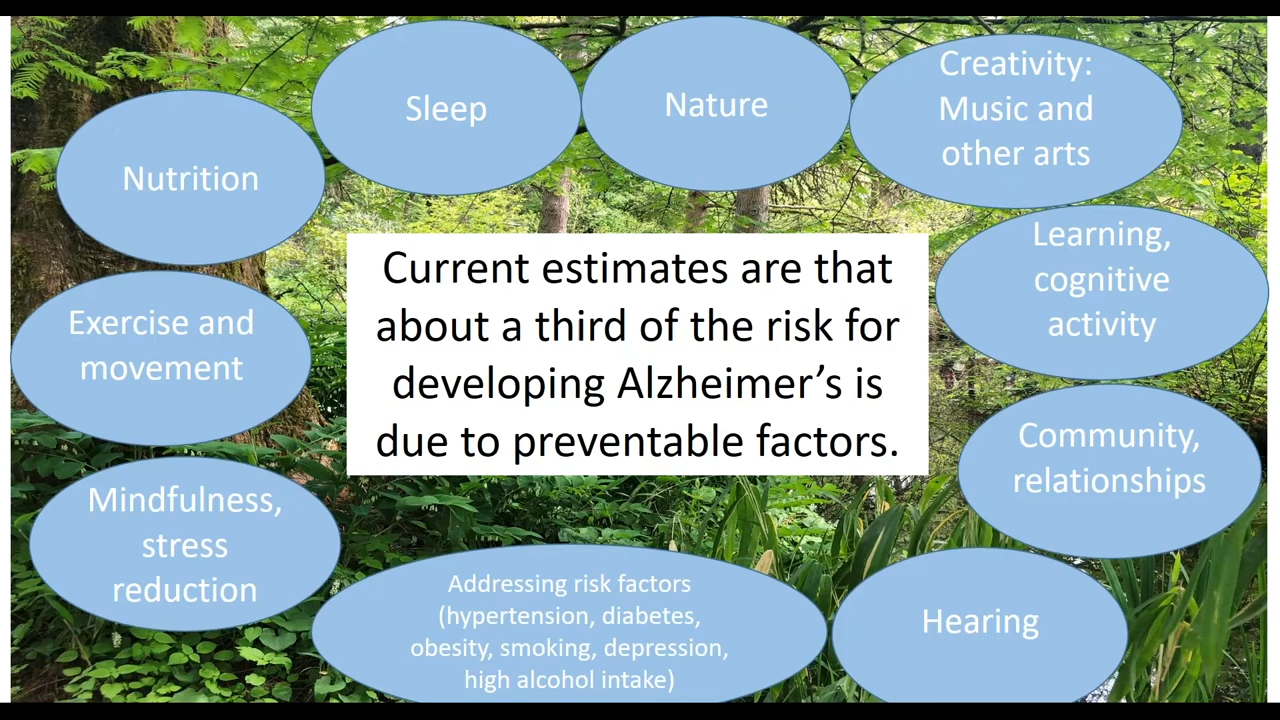 Sleep
Nature
Creativity:
Music and
other arts
Nutrition
Learning,
cognitive
activity
Current estimates are that
about a third of the risk for
developing Alzheimer’s is
due to preventable factors.
Exercise and
movement
Community,
relationships
Mindfulness,
stress
reduction
Addressing risk factors
(hypertension, diabetes,
obesity, smoking, depression,
high alcohol intake)
Hearing